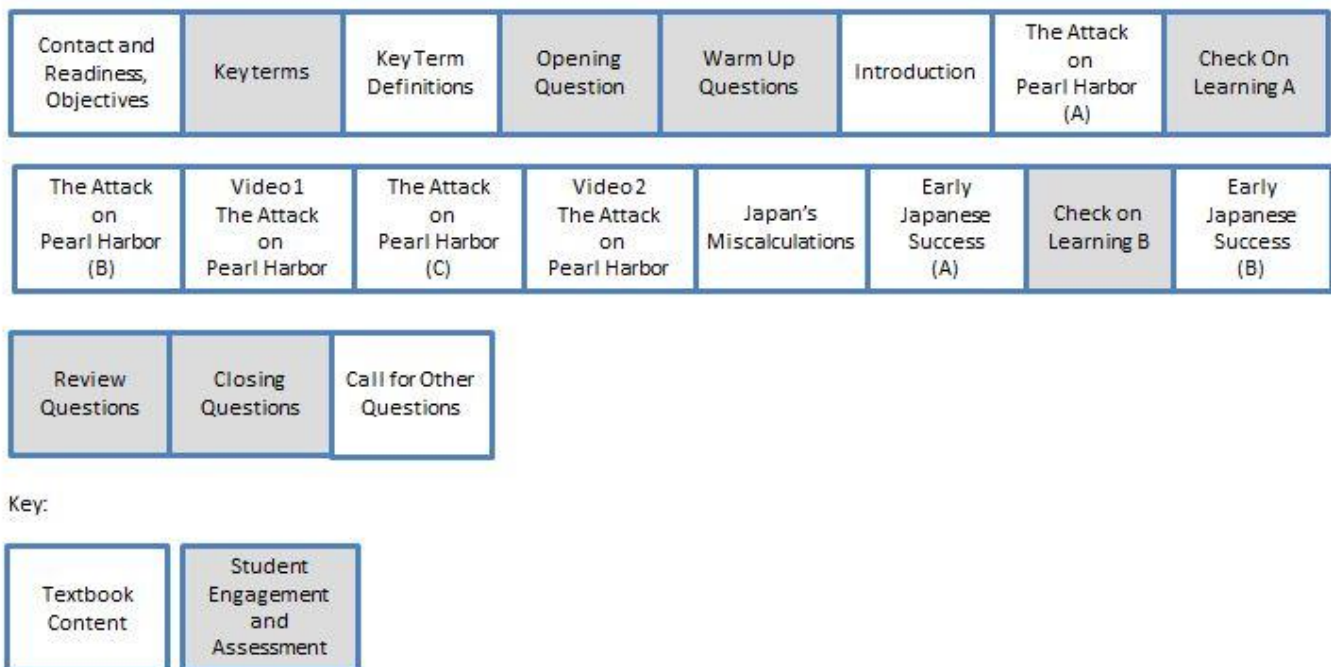 Contact and
Readiness,
Objectives
Key terms
Key Term
Definitions
Opening
Question
Warm Up
Questions
Introduction
The Attack
on
Pearl Harbor
(A)
Check On
Learning A
The Attack
on
Pearl Harbor
(B)
Video 1
The Attack
on
Pearl Harbor
The Attack
on
Pearl Harbor
(C)
Video 2
The Attack
on
Pearl Harbor
Japan's
Miscalculations
Early
Japanese
Success
(A)
Check on
Learning B
Early
Japanese
Success
(B)
Review
Questions
Closing
Questions
Call for Other
Questions
Key:
Textbook
Content
Student
Engagement
and
Assessment